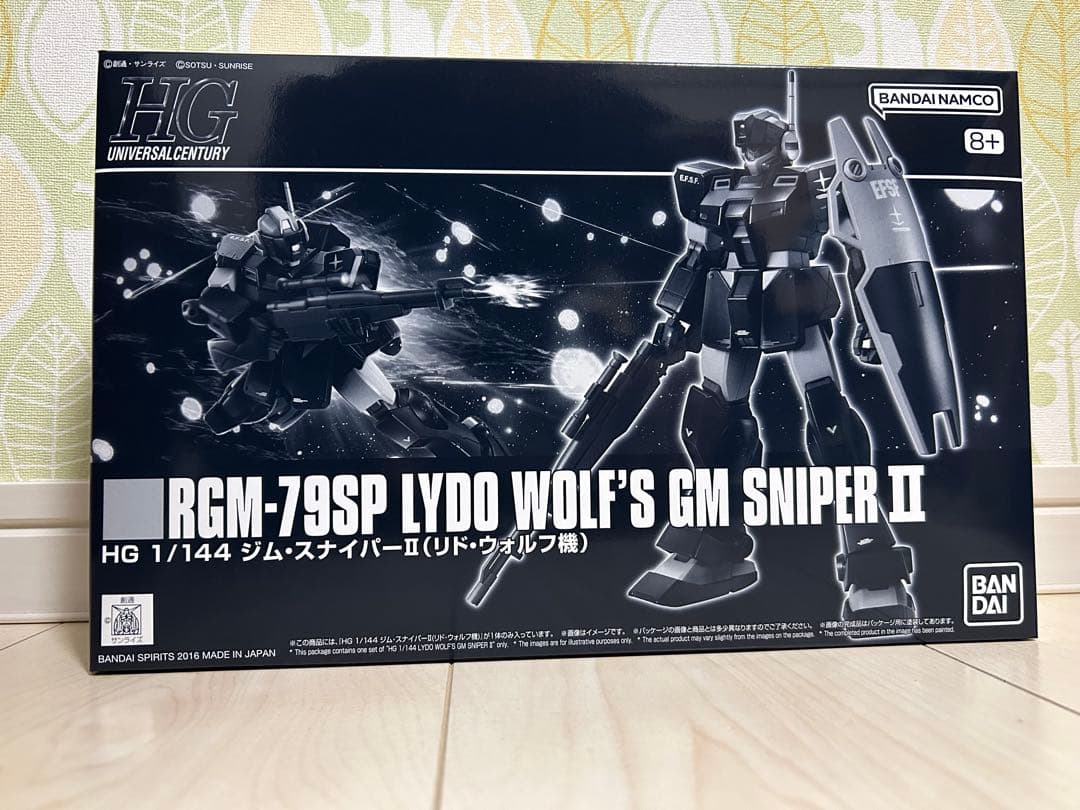 ©創通・サンライズ ©SOTSU・SUNRISE
HG
UNIVERSAL CENTURY
BANDAI NAMCO
8+
E.F.S.F.
EFSF
RGM-79SP LYDO WOLF'S GM SNIPER II
HG 1/144 ジム・スナイパーII(リド・ウォルフ機)
創通
©
サンライズ
BAN
DAI
※この商品には、「HG 1/144 ジム・スナイパーII(リド・ウォルフ機)」が1体のみ入っています。 ※画像はイメージです。 ※パッケージの画像と商品とは多少異なりますのでご了承ください。 ※画像の完成品はパッケージ用に塗装してあります。
* This package contains one set of "HG 1/144 LYDO WOLF'S GM SNIPER II" only. * The images are for illustrative purposes only. * The actual product may vary slightly from the images on the package. * The completed product in the image has been painted.
BANDAI SPIRITS 2016 MADE IN JAPAN